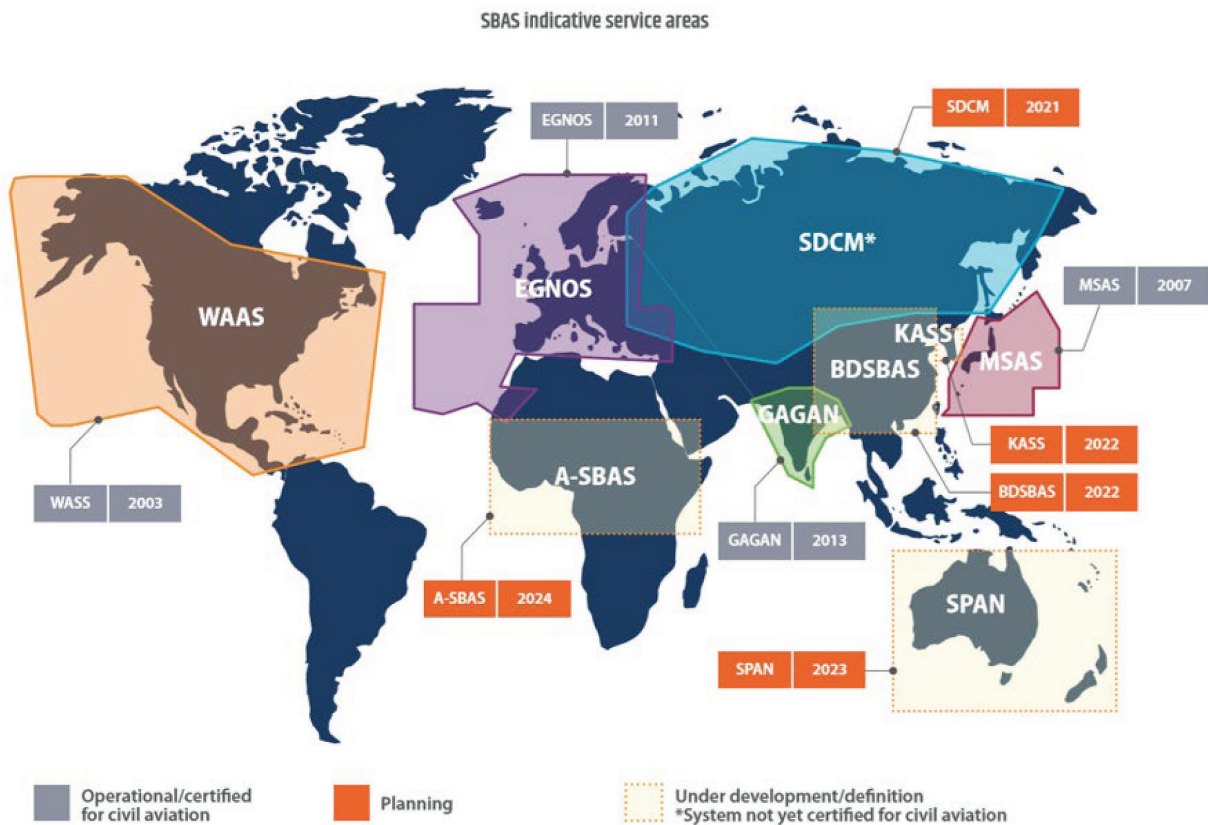 SBAS indicative service areas
EGNOS 2011
SDCM 2021
SDCM*
MSAS 2007
EGNOS
WAAS
KASS
BDSBAS
MSAS
GAGAN
A-SBAS
KASS 2022
WASS 2003
BDSBAS 2022
GAGAN 2013
A-SBAS 2024
SPAN
SPAN 2023
Operational/certified
for civil aviation
Planning
Under development/definition
*System not yet certified for civil aviation